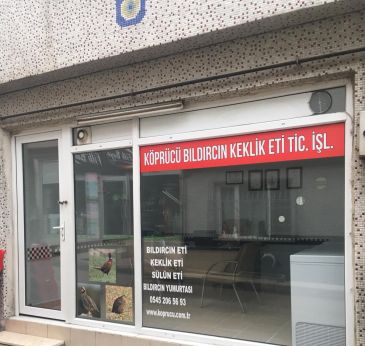 KÖPRÜCÜ BILDIRCIN KEKLİK ETİ TİC. İŞL.
BILDIRCIN ETİ
KEKLİK ETİ
SÜLÜN ETİ
BILDIRCIN YUMURTASI
0545 206 56 93
www.koprucu.com.tr